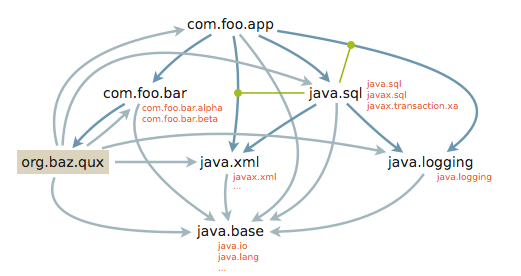 com.foo.app
com.foo.bar
com.foo.bar.alpha
com.foo.bar.beta
java.sql
java.sql
javax.sql
javax.transaction.xa
org.baz.qux
java.xml
javax.xml
...
java.logging
java.logging
java.base
java.io
java.lang
...